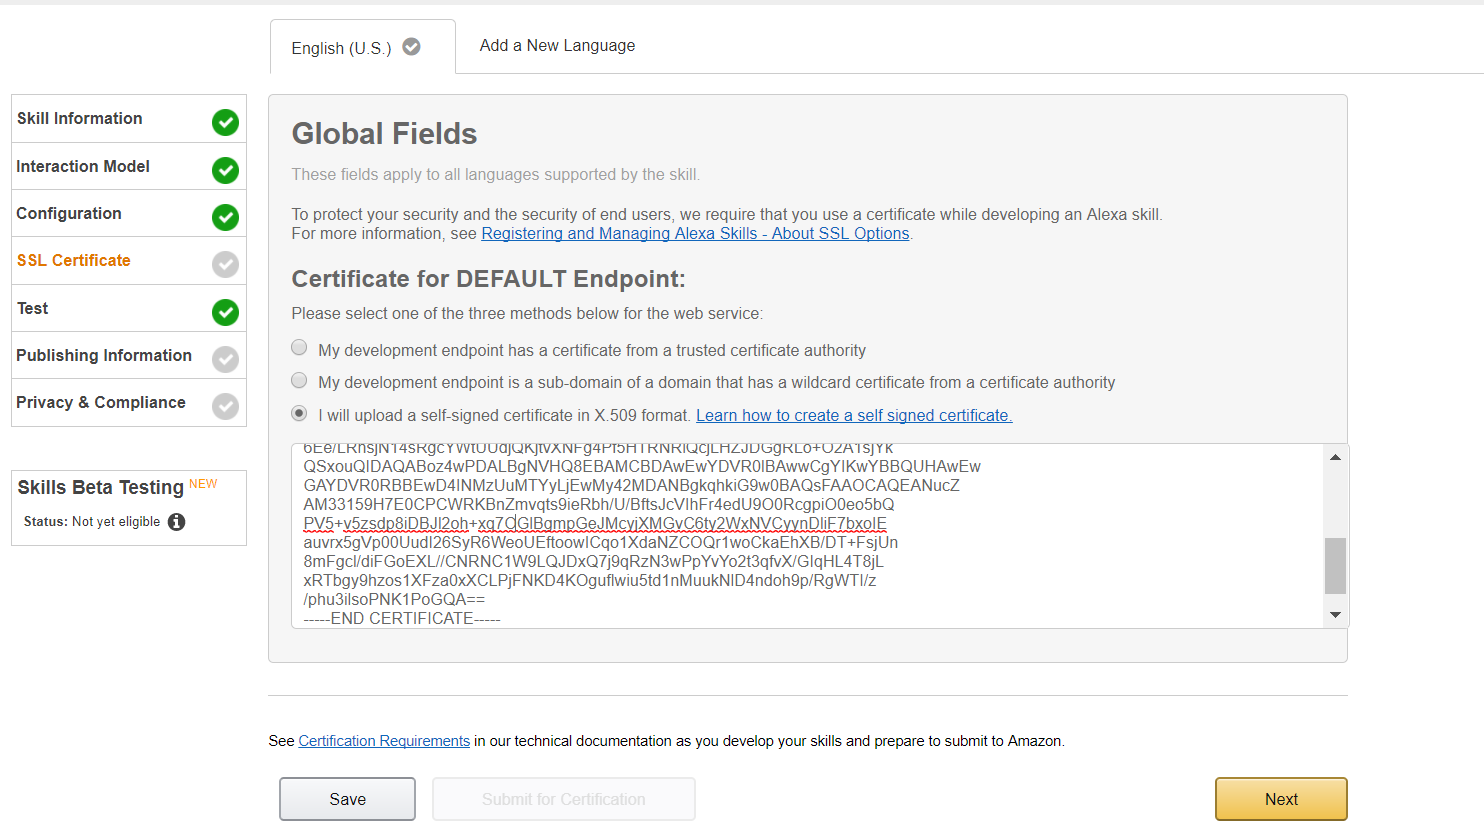 English (U.S.)
Add a New Language
Skill Information
Interaction Model
Configuration
SSL Certificate
Test
Publishing Information
Privacy & Compliance
Skills Beta Testing NEW
Status: Not yet eligible
Global Fields
These fields apply to all languages supported by the skill.
To protect your security and the security of end users, we require that you use a certificate while developing an Alexa skill.
For more information, see Registering and Managing Alexa Skills - About SSL Options.
Certificate for DEFAULT Endpoint:
Please select one of the three methods below for the web service:
My development endpoint has a certificate from a trusted certificate authority
My development endpoint is a sub-domain of a domain that has a wildcard certificate from a certificate authority
I will upload a self-signed certificate in X.509 format. Learn how to create a self signed certificate.
QSxouQIDAQABoz4wPDALBgNVHQ8EBAMCBDAwEwYDVR0lBAwwCgYIKwYBBQUHAwEw
GAYDVR0RBBEwD4INMzUuMTYyLjEwMy42MDANBgkqhkiG9w0BAQsFAAOCAQEANucZ
AM33159H7E0CPCWRKBnZmvqts9ieRbh/U/BftsJcVIhFr4edU9O0RcgpiO0eo5bQ
PV5+v5zsdp8iDBJl2oh+xg7CGlBgmpGeJMcyjXMGvC6ty2WxNVCyynDliF7bxolE
auvrx5gVp00Uudl26SyR6WeoUEftoowICqo1XdaNZCOQr1woCkaEhXB/DT+FsjUn
8mFgcl/diFGoEXL//CNRNC1W9LQJDxQ7j9qRzN3wPpYvYo2t3qfvX/GIqHL4T8jL
xRTbgy9hzos1XFza0xXCLPjFNKD4KOguflwiu5td1nMuukNlD4ndoh9p/RgWTI/z
/phu3ilsoPNK1PoGQA==
-----END CERTIFICATE-----
See Certification Requirements in our technical documentation as you develop your skills and prepare to submit to Amazon.
Save
Submit for Certification
Next